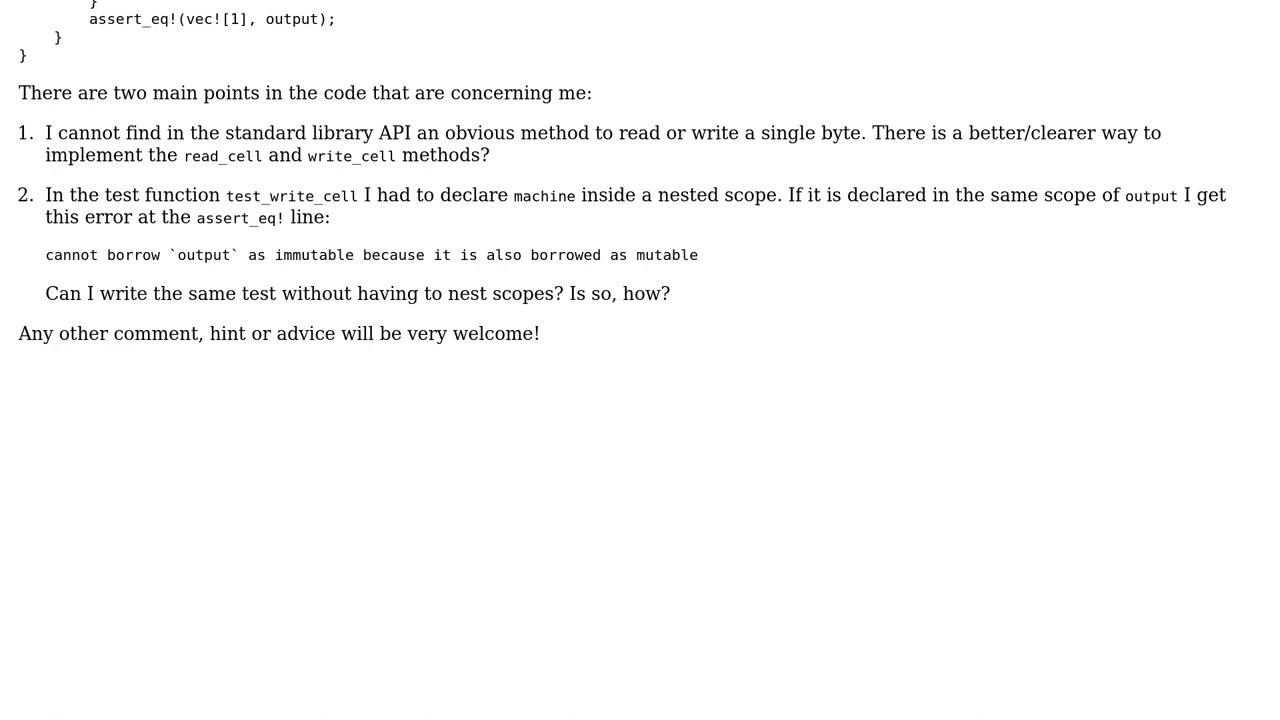 }
assert_eq!(vec![1], output);
}
}
There are two main points in the code that are concerning me:
1. I cannot find in the standard library API an obvious method to read or write a single byte. There is a better/clearer way to
implement the read_cell and write_cell methods?
2. In the test function test_write_cell I had to declare machine inside a nested scope. If it is declared in the same scope of output I get
this error at the assert_eq! line:
cannot borrow `output` as immutable because it is also borrowed as mutable
Can I write the same test without having to nest scopes? Is so, how?
Any other comment, hint or advice will be very welcome!